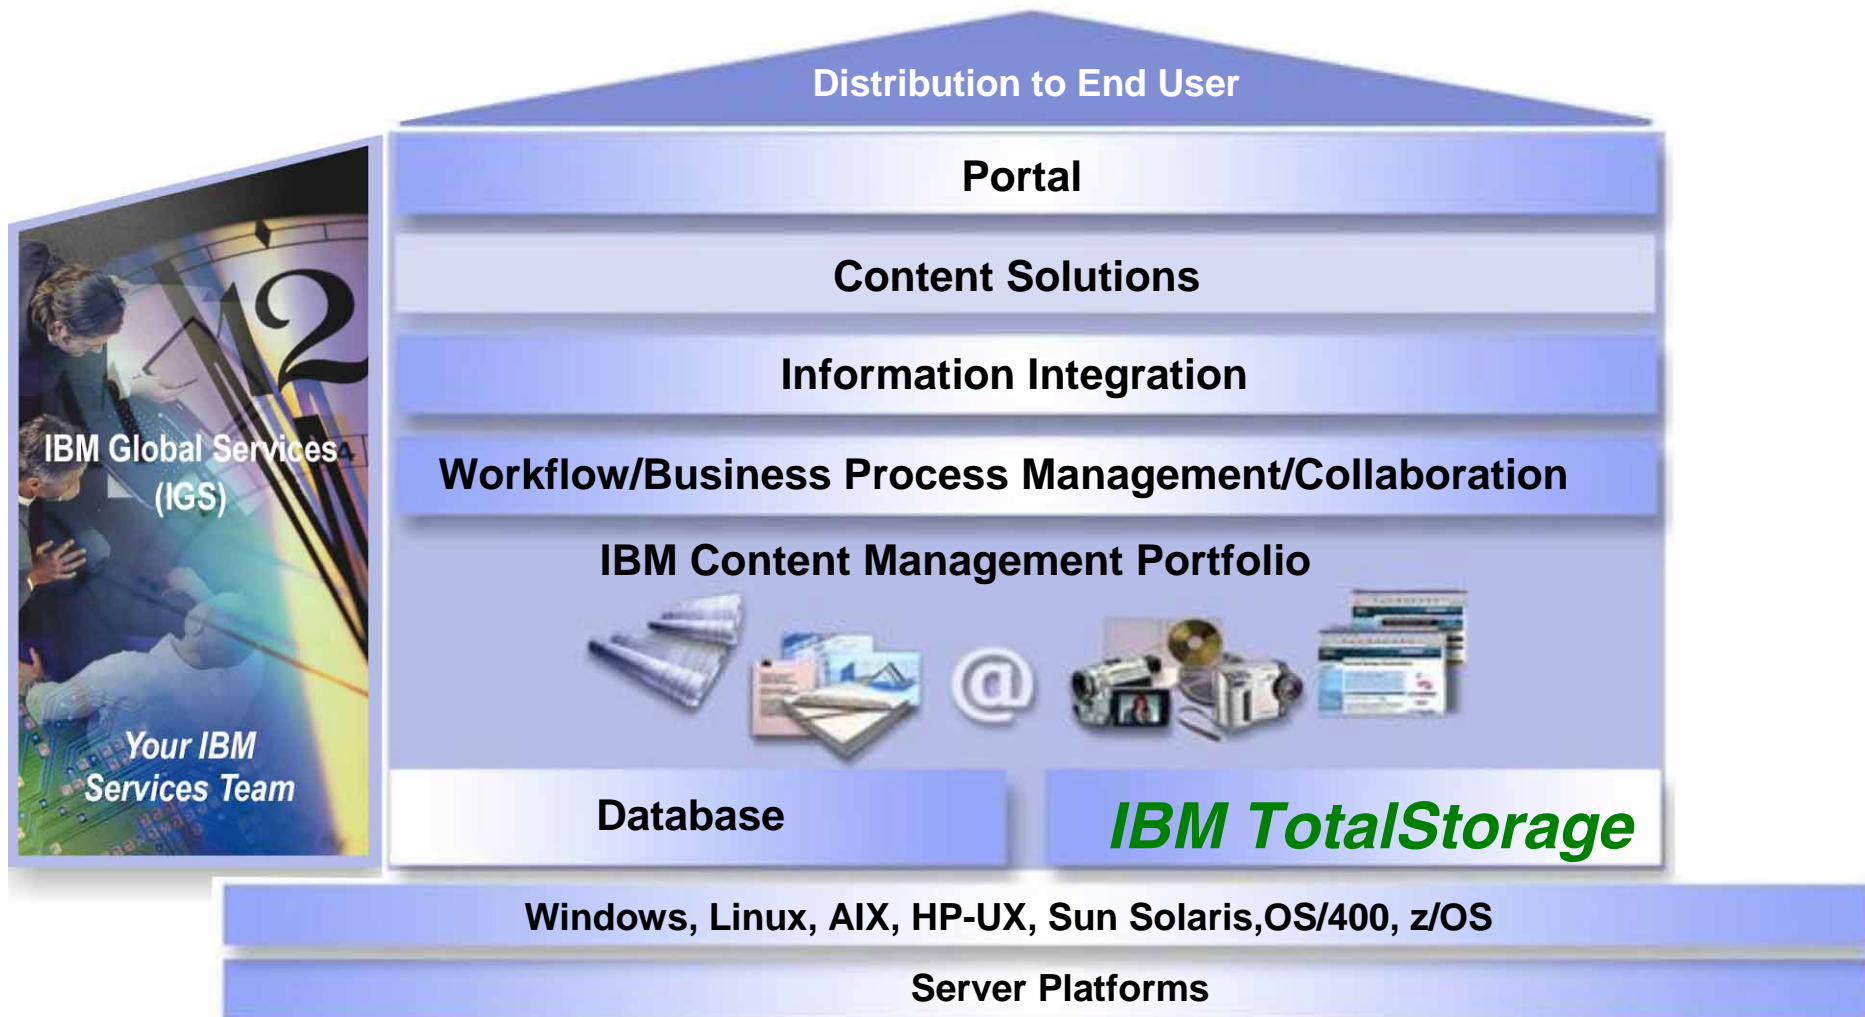 Distribution to End User
Portal
Content Solutions
Information Integration
Workflow/Business Process Management/Collaboration
IBM Content Management Portfolio
@
12
IBM Global Services
(IGS)
Your IBM
Services Team
Database
IBM TotalStorage
Windows, Linux, AIX, HP-UX, Sun Solaris,OS/400, z/OS
Server Platforms